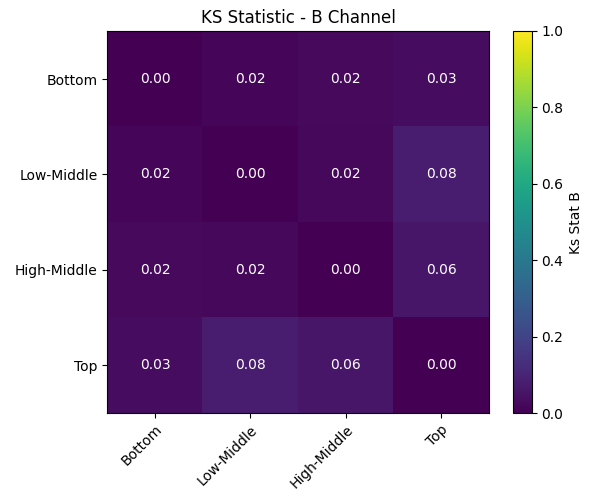 KS Statistic - B Channel
Bottom 0.00 0.02 0.02 0.03
Low-Middle 0.02 0.00 0.02 0.08
High-Middle 0.02 0.02 0.00 0.06
Top 0.03 0.08 0.06 0.00
Bottom Low-Middle High-Middle Top
1.0
0.8
0.6
0.4
0.2
0.0
Ks Stat B